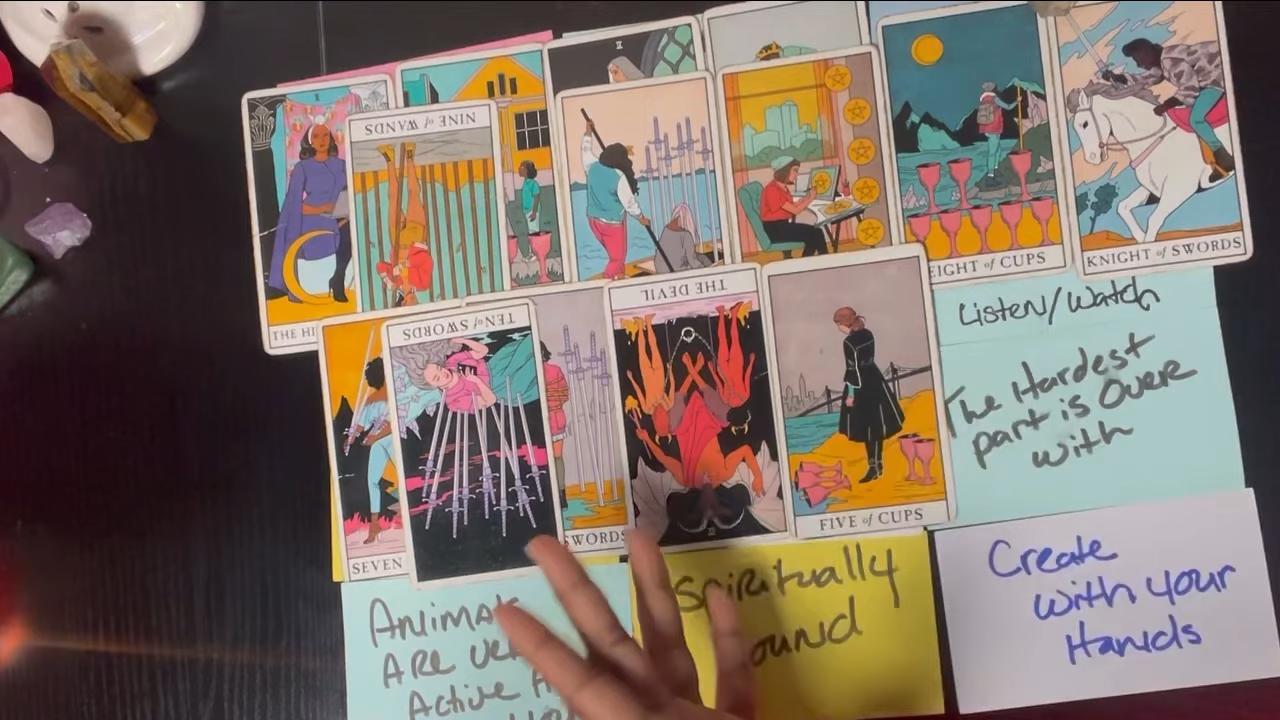 II
NINE of WANDS
THE HI
EIGHT of CUPS
KNIGHT of SWORDS
TEN of SWORDS
THE DEVIL
SEVEN
SWORDS
FIVE of CUPS
Listen/Watch
The Hardest
part is Over
with
Animals
Are
Active
Spiritually
Create
with your
Hands